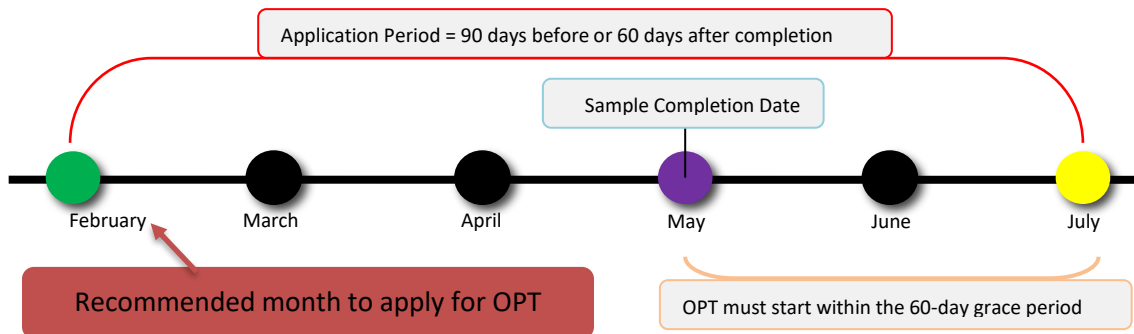 Application Period = 90 days before or 60 days after completion
Sample Completion Date
February
March
April
May
June
July
Recommended month to apply for OPT
OPT must start within the 60-day grace period